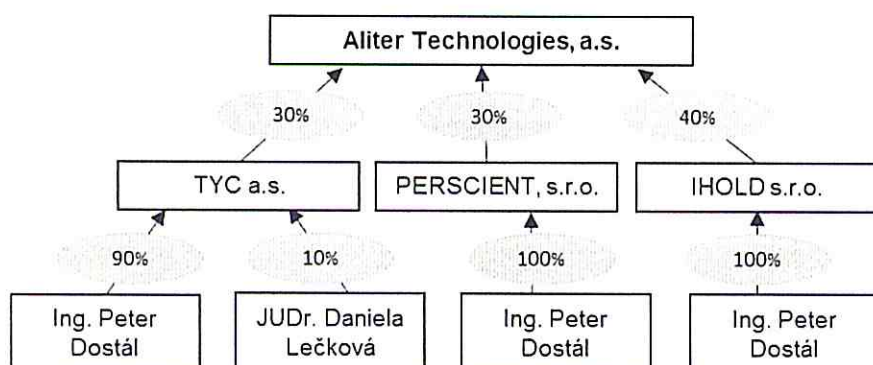 Aliter Technologies, a.s.
30%
30%
40%
TYC a.s.
PERSCIENT, s.r.o.
IHOLD s.r.o.
90%
10%
100%
100%
Ing. Peter
Dostál
JUDr. Daniela
Lečková
Ing. Peter
Dostál
Ing. Peter
Dostál